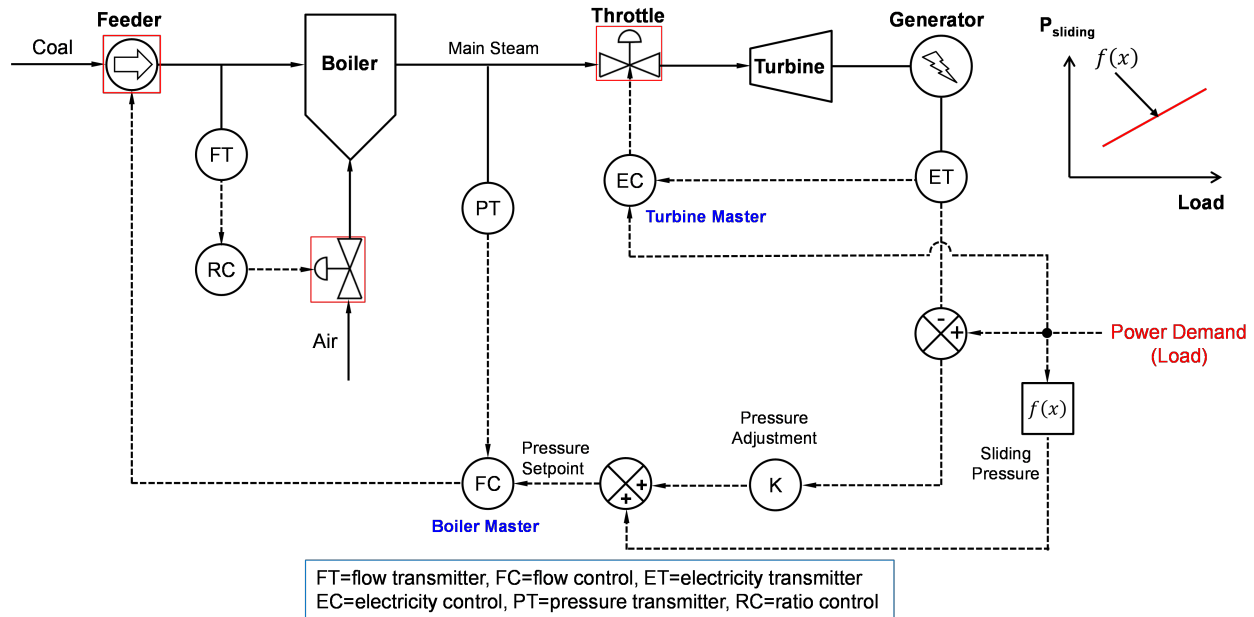 Feeder
Throttle
Generator
P sliding
Coal
Boiler
Main Steam
Turbine
f(x)
FT
EC
ET
PT
Load
Turbine Master
RC
Air
-
+
Power Demand
(Load)
f(x)
Pressure
Adjustment
Pressure
Setpoint
Sliding
Pressure
FC
+
+
K
Boiler Master
FT=flow transmitter, FC=flow control, ET=electricity transmitter
EC=electricity control, PT=pressure transmitter, RC=ratio control